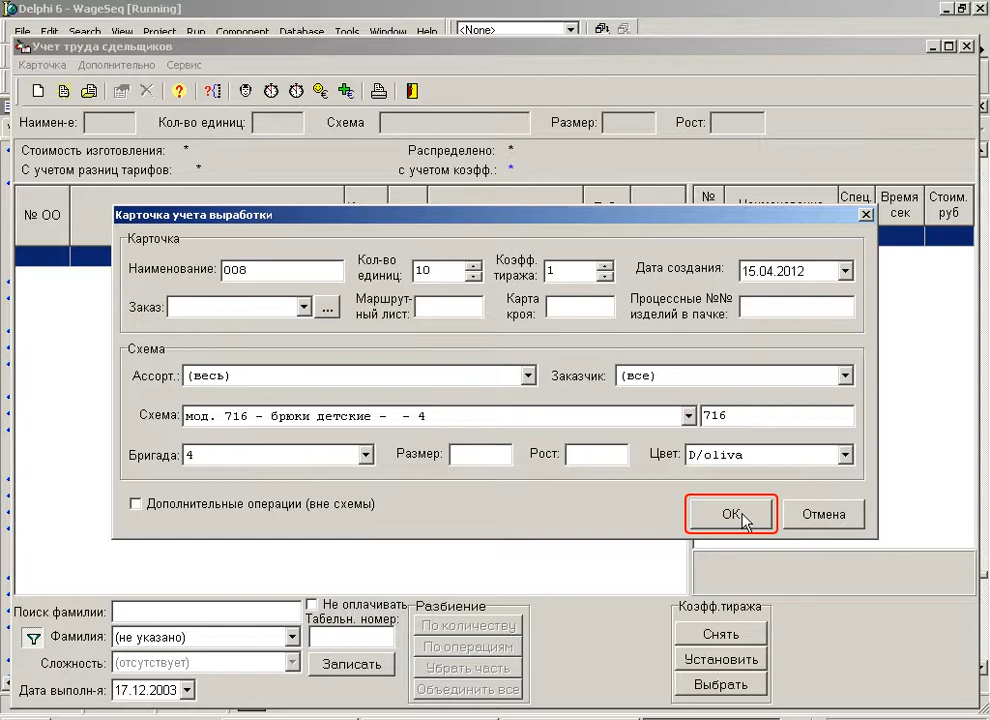 Delphi 6 - WageSeq [Running]
File Edit Search View Project Run Component Database Tools Window Help <None>
Учет труда сдельщиков
Карточка Дополнительно Сервис
Наимен-е: Кол-во единиц: Схема Размер: Рост:
Стоимость изготовления: * Распределено: *
С учетом разниц тарифов: * с учетом коэфф.: *
№ ОО № Спец. Время сек Стоим. руб
Карточка учета выработки
Карточка
Наименование: 008 Кол-во единиц: 10 Коэфф. тиража: 1 Дата создания: 15.04.2012
Заказ: ... Маршрут-ный лист: Карта кроя: Процессные №№ изделий в пачке:
Схема
Ассорт.: (весь) Заказчик: (все)
Схема: мод. 716 - брюки детские - - 4 716
Бригада: 4 Размер: Рост: Цвет: D/oliva
Дополнительные операции (вне схемы)
OK Отмена
Поиск фамилии: Не оплачивать Разбиение Коэфф.тиража
Табельн. номер: По количеству Снять
Фамилия: (не указано) По операциям Установить
Сложность: (отсутствует) Записать Убрать часть Выбрать
Дата выполн-я: 17.12.2003 Объединить все